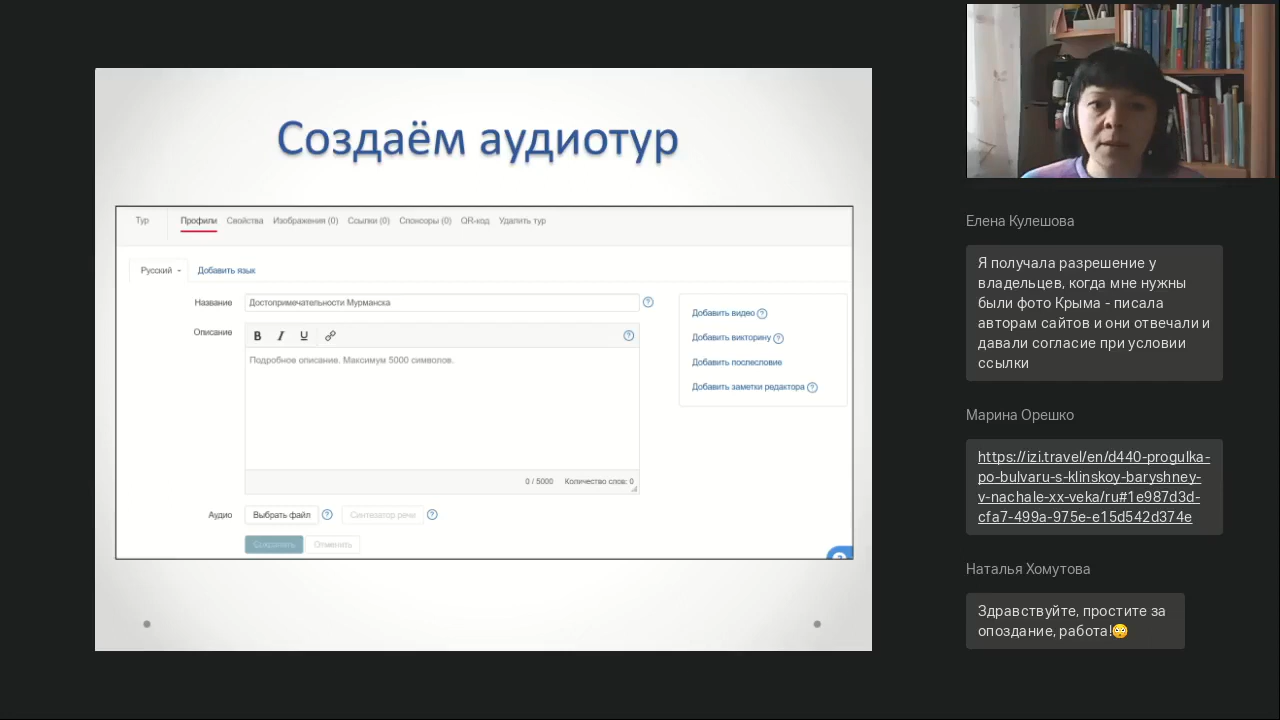 Создаём аудиотур
Тур Профили Свойства Изображения (0) Ссылки (0) Спонсоры (0) QR-код Удалить тур
Русский Добавить язык
Название Достопримечательности Мурманска
Описание B I U
Подробное описание. Максимум 5000 символов.
0 / 5000 Количество слов: 0
Аудио Выбрать файл Синтезатор речи
Сохранить Отменить
Добавить видео
Добавить викторину
Добавить послесловие
Добавить заметки редактора
Елена Кулешова
Я получала разрешение у
владельцев, когда мне нужны
были фото Крыма - писала
авторам сайтов и они отвечали и
давали согласие при условии
ссылки
Марина Орешко
https://izi.travel/en/d440-progulka-
po-bulvaru-s-klinskoy-baryshney-
v-nachale-xx-veka/ru#1e987d3d-
cfa7-499a-975e-e15d542d374e
Наталья Хомутова
Здравствуйте, простите за
опоздание, работа!🙄